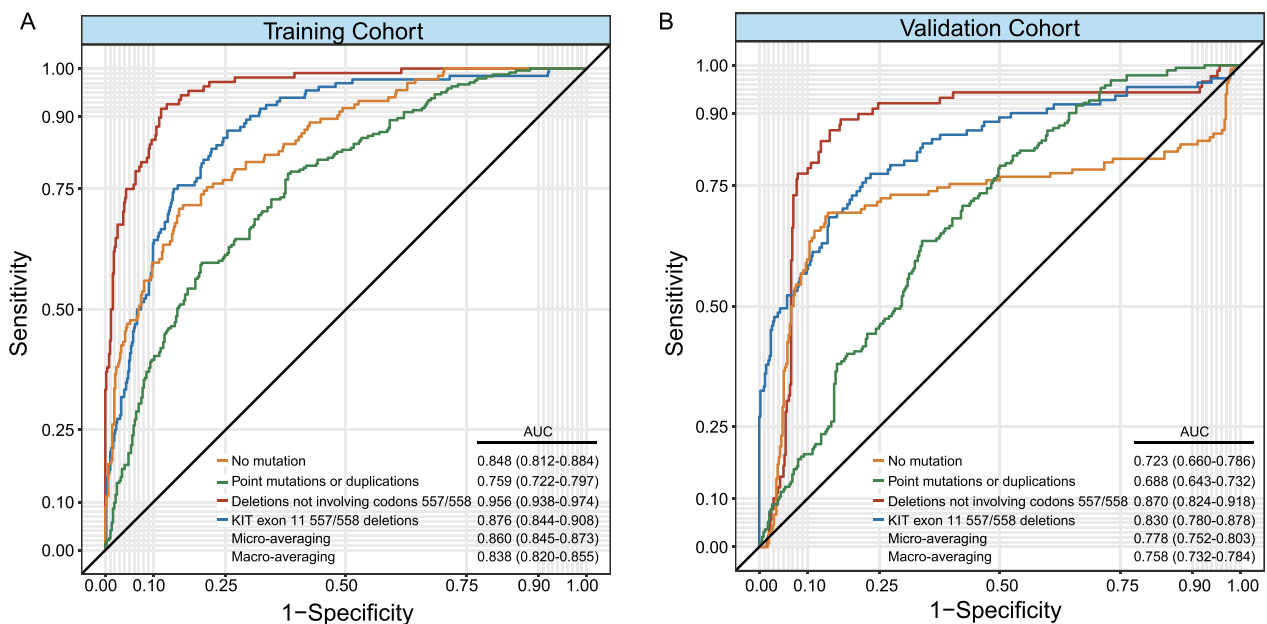 A
Training Cohort
1.00
0.90
0.75
0.50
0.25
0.10
0.00
Sensitivity
AUC
No mutation 0.848 (0.812-0.884)
Point mutations or duplications 0.759 (0.722-0.797)
Deletions not involving codons 557/558 0.956 (0.938-0.974)
KIT exon 11 557/558 deletions 0.876 (0.844-0.908)
Micro-averaging 0.860 (0.845-0.873)
Macro-averaging 0.838 (0.820-0.855)
0.00 0.10 0.25 0.50 0.75 0.90 1.00
1−Specificity
B
Validation Cohort
1.00
0.90
0.75
0.50
0.25
0.10
0.00
Sensitivity
AUC
No mutation 0.723 (0.660-0.786)
Point mutations or duplications 0.688 (0.643-0.732)
Deletions not involving codons 557/558 0.870 (0.824-0.918)
KIT exon 11 557/558 deletions 0.830 (0.780-0.878)
Micro-averaging 0.778 (0.752-0.803)
Macro-averaging 0.758 (0.732-0.784)
0.00 0.10 0.25 0.50 0.75 0.90 1.00
1−Specificity